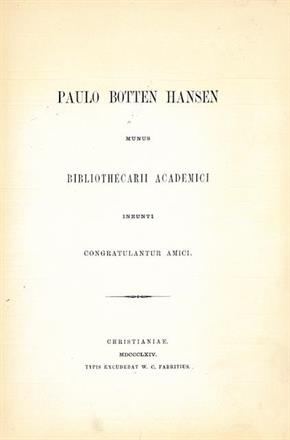 PAULO BOTTEN HANSEN
MUNUS
BIBLIOTHECARII ACADEMICI
INEUNTI
CONGRATULANTUR AMICI.
CHRISTIANIAE.
MDCCCLXIV.
TYPIS EXCUDEBAT W. C. FABRITIUS.